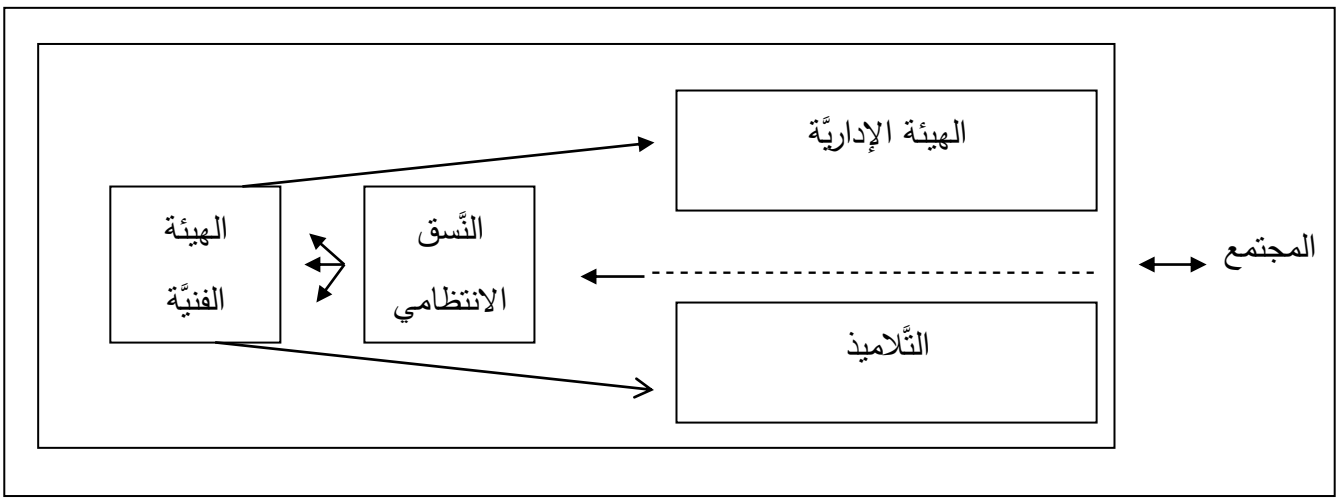 الهيئة الإداريَّة
المجتمع
النَّسق
الانتظامي
الهيئة
الفنيَّة
التَّلاميذ